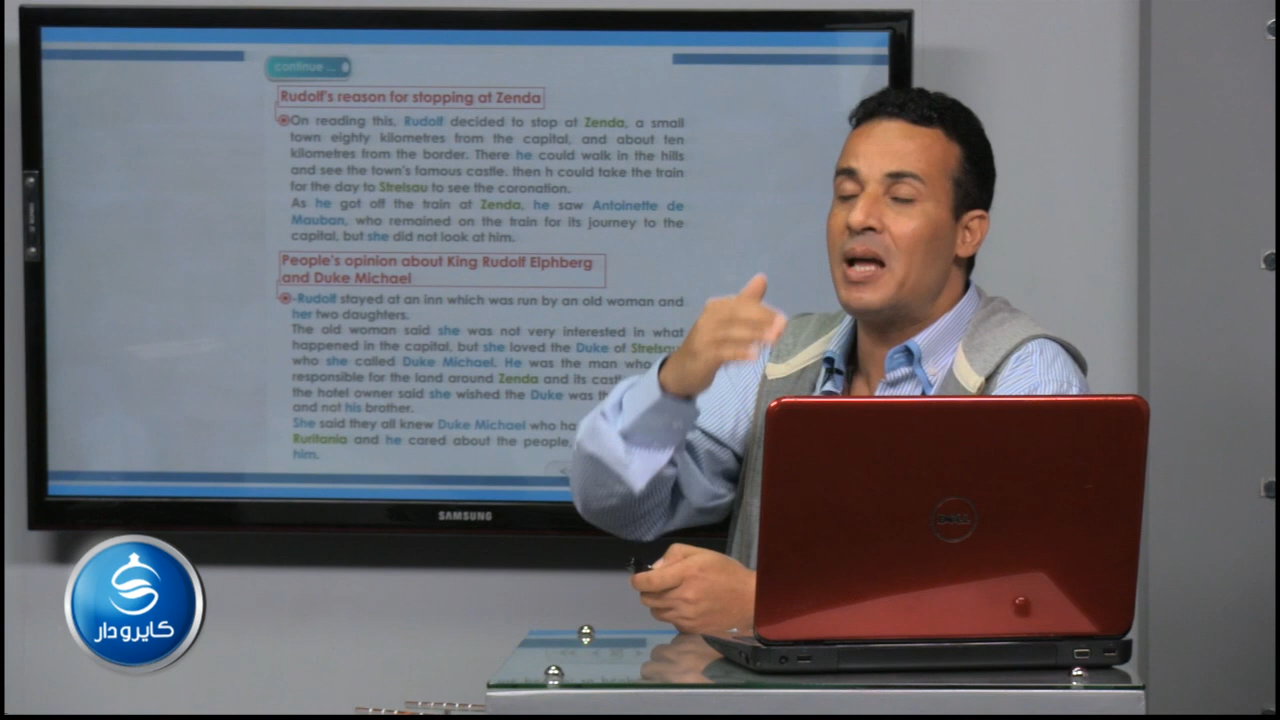 continue ...
Rudolf's reason for stopping at Zenda
On reading this, Rudolf decided to stop at Zenda, a small
town eighty kilometres from the capital, and about ten
kilometres from the border. There he could walk in the hills
and see the town's famous castle. then h could take the train
for the day to Strelsau to see the coronation.
As he got off the train at Zenda, he saw Antoinette de
Mauban, who remained on the train for its journey to the
capital, but she did not look at him.
People's opinion about King Rudolf Elphberg
and Duke Michael
-Rudolf stayed at an inn which was run by an old woman and
her two daughters.
The old woman said she was not very interested in what
happened in the capital, but she loved the Duke of Strelsau
who she called Duke Michael. He was the man who
responsible for the land around Zenda and its
the hotel owner said she wished the Duke was
and not his brother.
She said they all knew Duke Michael who
Ruritania and he cared about the people,
him.
SAMSUNG
DELL
كايرو دار